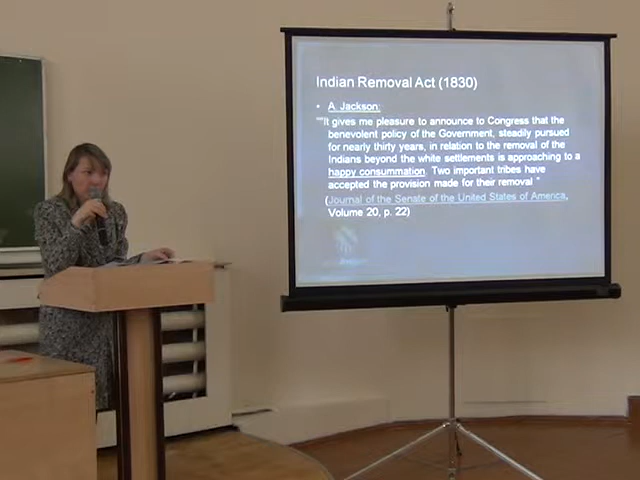 Indian Removal Act (1830)
• A. Jackson:
""It gives me pleasure to announce to Congress that the
benevolent policy of the Government, steadily pursued
for nearly thirty years, in relation to the removal of the
Indians beyond the white settlements is approaching to a
happy consummation. Two important tribes have
accepted the provision made for their removal "
(Journal of the Senate of the United States of America,
Volume 20, p. 22)